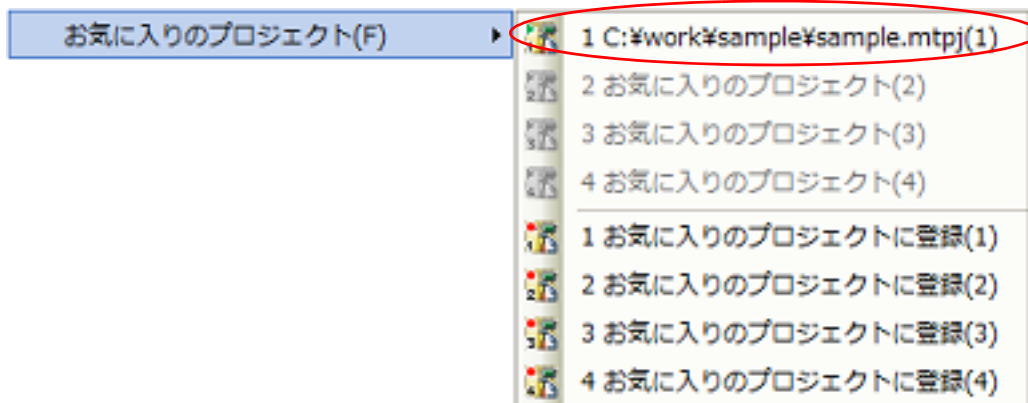 お気に入りのプロジェクト(F)
1 C:¥work¥sample¥sample.mtpj(1)
2 お気に入りのプロジェクト(2)
3 お気に入りのプロジェクト(3)
4 お気に入りのプロジェクト(4)
1 お気に入りのプロジェクトに登録(1)
2 お気に入りのプロジェクトに登録(2)
3 お気に入りのプロジェクトに登録(3)
4 お気に入りのプロジェクトに登録(4)